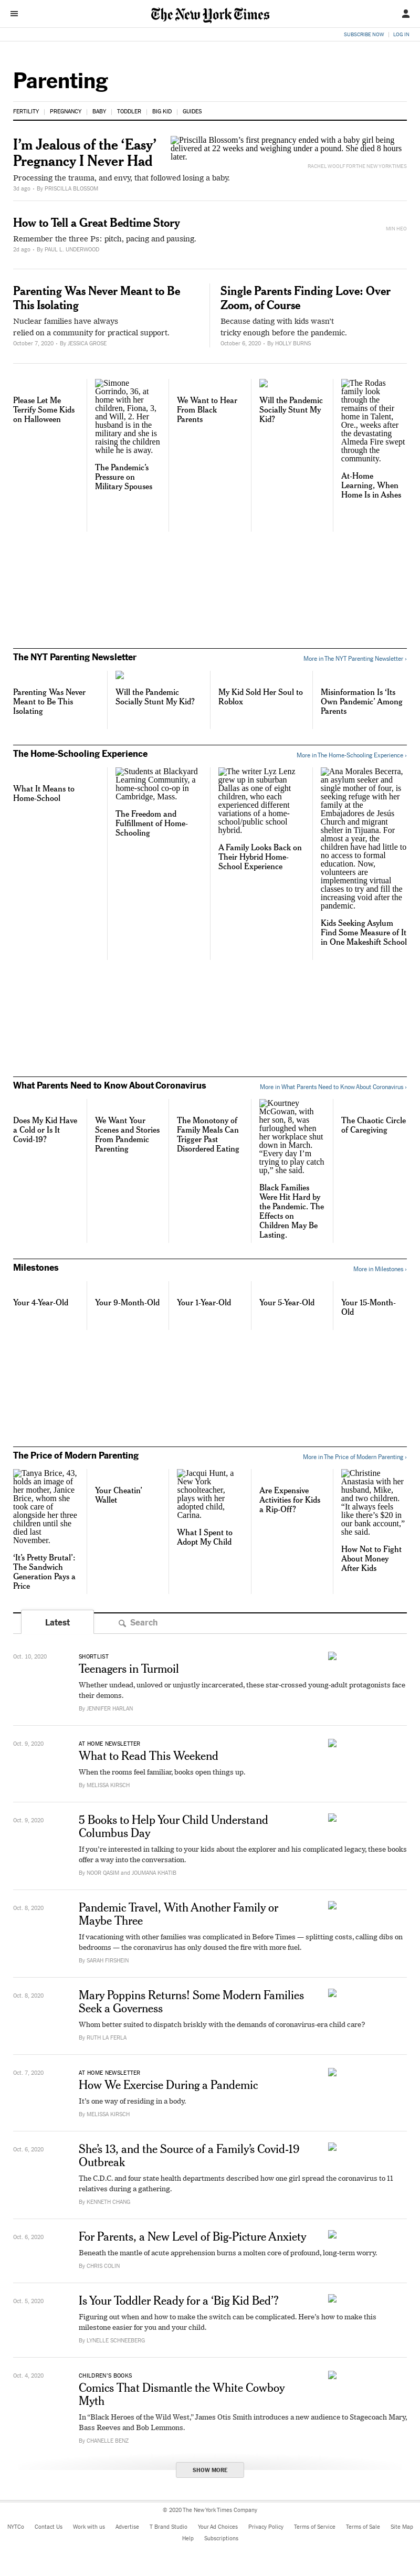 The New York Times
SUBSCRIBE NOW | LOG IN
Parenting
FERTILITY | PREGNANCY | BABY | TODDLER | BIG KID | GUIDES
I’m Jealous of the ‘Easy’
Pregnancy I Never Had
Processing the trauma, and envy, that followed losing a baby.
3d ago · By PRISCILLA BLOSSOM
Priscilla Blossom’s first pregnancy ended with a baby girl being
delivered at 22 weeks and weighing under a pound. She died 8 hours
later.
RACHEL WOOLF FOR THE NEW YORK TIMES
How to Tell a Great Bedtime Story
Remember the three Ps: pitch, pacing and pausing.
2d ago · By PAUL L. UNDERWOOD
MIN HEO
Parenting Was Never Meant to Be
This Isolating
Nuclear families have always
relied on a community for practical support.
October 7, 2020 · By JESSICA GROSE
Single Parents Finding Love: Over
Zoom, of Course
Because dating with kids wasn’t
tricky enough before the pandemic.
October 6, 2020 · By HOLLY BURNS
Please Let Me
Terrify Some Kids
on Halloween
Simone
Gorrindo, 36, at
home with her
children, Fiona, 3,
and Will, 2. Her
husband is in the
military and she is
raising the children
while he is away.
The Pandemic’s
Pressure on
Military Spouses
We Want to Hear
From Black
Parents
Will the Pandemic
Socially Stunt My
Kid?
The Rodas
family look
through the
remains of their
home in Talent,
Ore., weeks after
the devastating
Almeda Fire swept
through the
community.
At-Home
Learning, When
Home Is in Ashes
The NYT Parenting Newsletter
More in The NYT Parenting Newsletter ›
Parenting Was Never
Meant to Be This
Isolating
Will the Pandemic
Socially Stunt My Kid?
My Kid Sold Her Soul to
Roblox
Misinformation Is ‘Its
Own Pandemic’ Among
Parents
The Home-Schooling Experience
More in The Home-Schooling Experience ›
What It Means to
Home-School
Students at Blackyard
Learning Community, a
home-school co-op in
Cambridge, Mass.
The Freedom and
Fulfillment of Home-
Schooling
The writer Lyz Lenz
grew up in suburban
Dallas as one of eight
children, who each
experienced different
variations of a home-
school/public school
hybrid.
A Family Looks Back on
Their Hybrid Home-
School Experience
Ana Morales Becerra,
an asylum seeker and
single mother of four, is
seeking refuge with her
family at the
Embajadores de Jesús
Church and migrant
shelter in Tijuana. For
almost a year, the
children have had little to
no access to formal
education. Now,
volunteers are
implementing virtual
classes to try and fill the
increasing void after the
pandemic.
Kids Seeking Asylum
Find Some Measure of It
in One Makeshift School
What Parents Need to Know About Coronavirus
More in What Parents Need to Know About Coronavirus ›
Does My Kid Have
a Cold or Is It
Covid-19?
We Want Your
Scenes and Stories
From Pandemic
Parenting
The Monotony of
Family Meals Can
Trigger Past
Disordered Eating
Kourtney
McGowan, with
her son, 8, was
furloughed when
her workplace shut
down in March.
“Every day I’m
trying to play catch
up,” she said.
Black Families
Were Hit Hard by
the Pandemic. The
Effects on
Children May Be
Lasting.
The Chaotic Circle
of Caregiving
Milestones
More in Milestones ›
Your 4-Year-Old
Your 9-Month-Old
Your 1-Year-Old
Your 5-Year-Old
Your 15-Month-
Old
The Price of Modern Parenting
More in The Price of Modern Parenting ›
Tanya Brice, 43,
holds an image of
her mother, Janice
Brice, whom she
took care of
alongside her three
children until she
died last
November.
‘It’s Pretty Brutal’:
The Sandwich
Generation Pays a
Price
Your Cheatin’
Wallet
Jacqui Hunt, a
New York
schoolteacher,
plays with her
adopted child,
Carina.
What I Spent to
Adopt My Child
Are Expensive
Activities for Kids
a Rip-Off?
Christine
Anastasia with her
husband, Mike,
and two children.
“It always feels
like there’s $20 in
our bank account,”
she said.
How Not to Fight
About Money
After Kids
Latest
Search
Oct. 10, 2020
SHORTLIST
Teenagers in Turmoil
Whether undead, unloved or unjustly incarcerated, these star-crossed young-adult protagonists face
their demons.
By JENNIFER HARLAN
Oct. 9, 2020
AT HOME NEWSLETTER
What to Read This Weekend
When the rooms feel familiar, books open things up.
By MELISSA KIRSCH
Oct. 9, 2020
5 Books to Help Your Child Understand
Columbus Day
If you’re interested in talking to your kids about the explorer and his complicated legacy, these books
offer a way into the conversation.
By NOOR QASIM and JOUMANA KHATIB
Oct. 8, 2020
Pandemic Travel, With Another Family or
Maybe Three
If vacationing with other families was complicated in Before Times — splitting costs, calling dibs on
bedrooms — the coronavirus has only doused the fire with more fuel.
By SARAH FIRSHEIN
Oct. 8, 2020
Mary Poppins Returns! Some Modern Families
Seek a Governess
Whom better suited to dispatch briskly with the demands of coronavirus-era child care?
By RUTH LA FERLA
Oct. 7, 2020
AT HOME NEWSLETTER
How We Exercise During a Pandemic
It’s one way of residing in a body.
By MELISSA KIRSCH
Oct. 6, 2020
She’s 13, and the Source of a Family’s Covid-19
Outbreak
The C.D.C. and four state health departments described how one girl spread the coronavirus to 11
relatives during a gathering.
By KENNETH CHANG
Oct. 6, 2020
For Parents, a New Level of Big-Picture Anxiety
Beneath the mantle of acute apprehension burns a molten core of profound, long-term worry.
By CHRIS COLIN
Oct. 5, 2020
Is Your Toddler Ready for a ‘Big Kid Bed’?
Figuring out when and how to make the switch can be complicated. Here’s how to make this
milestone easier for you and your child.
By LYNELLE SCHNEEBERG
Oct. 4, 2020
CHILDREN’S BOOKS
Comics That Dismantle the White Cowboy
Myth
In “Black Heroes of the Wild West,” James Otis Smith introduces a new audience to Stagecoach Mary,
Bass Reeves and Bob Lemmons.
By CHANELLE BENZ
SHOW MORE
© 2020 The New York Times Company
NYTCo Contact Us Work with us Advertise T Brand Studio Your Ad Choices Privacy Policy Terms of Service Terms of Sale Site Map
Help Subscriptions